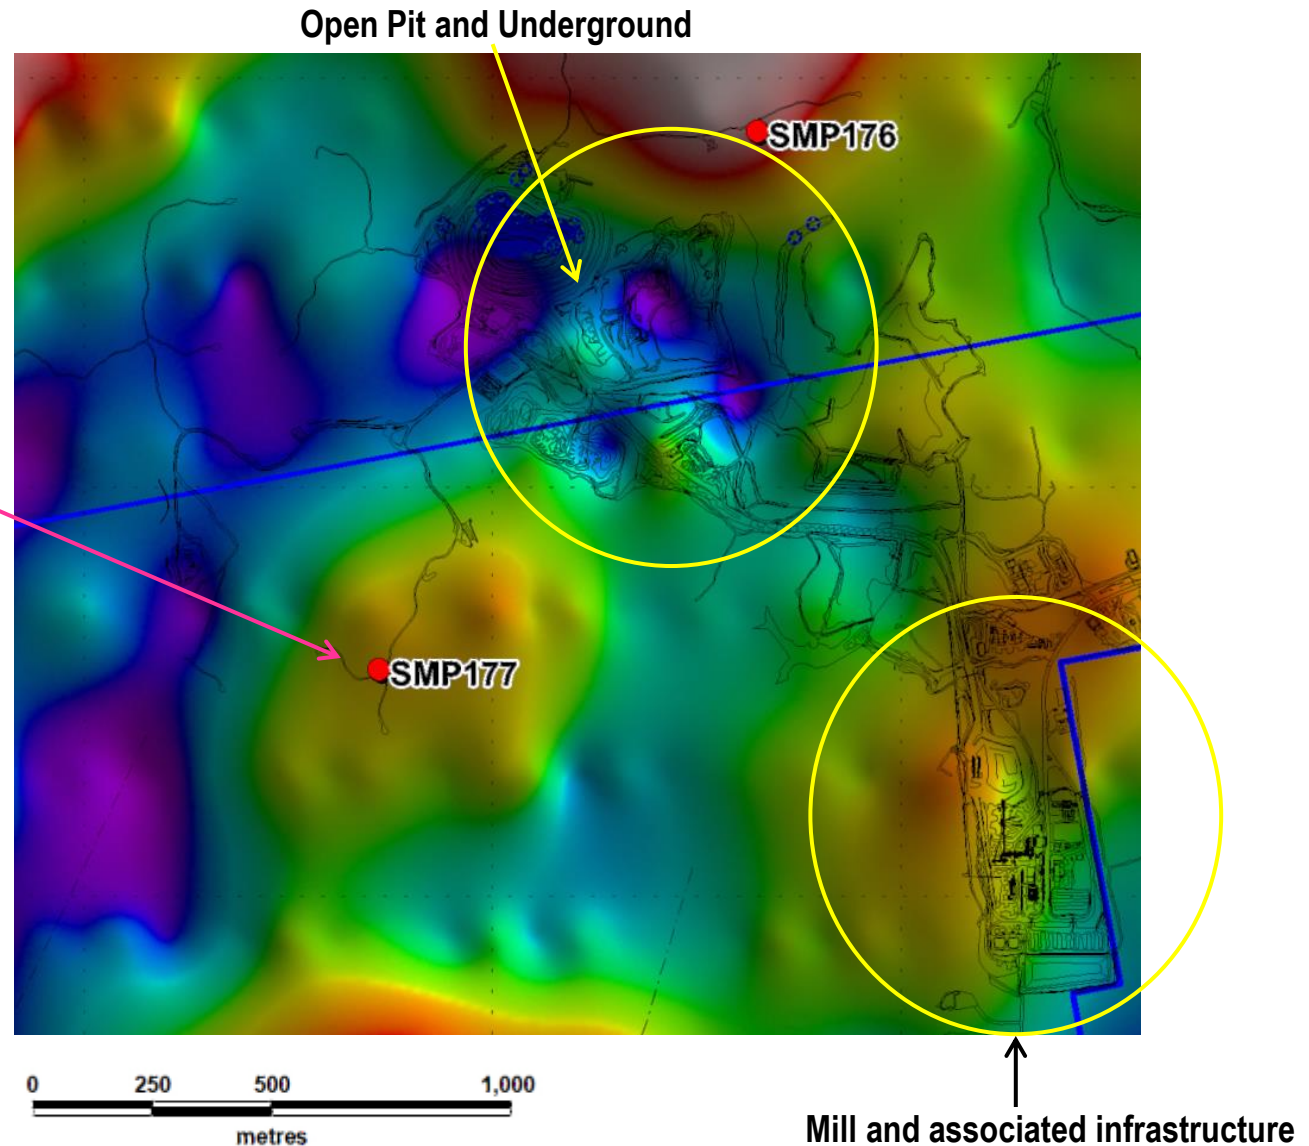 Open Pit and Underground
SMP176
SMP177
0 250 500 1,000
metres
Mill and associated infrastructure